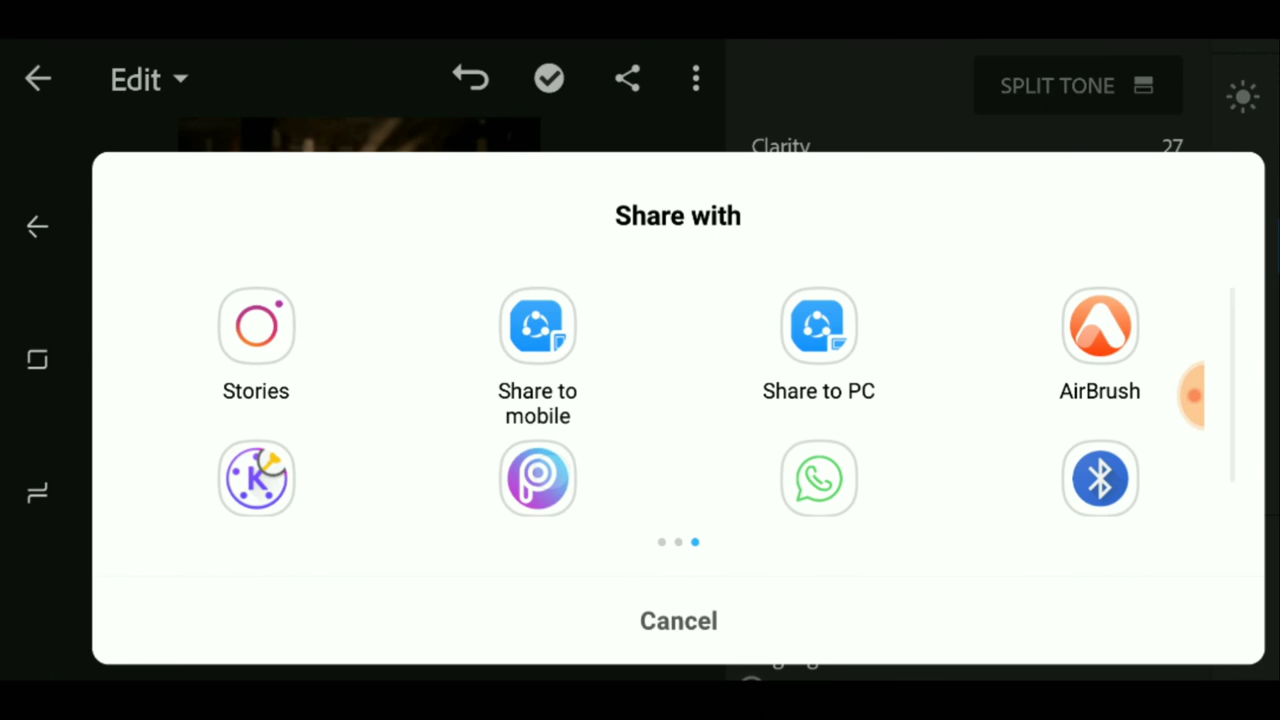 Edit
SPLIT TONE
Clarity 27
Share with
Stories
Share to
mobile
Share to PC
AirBrush
K
Cancel